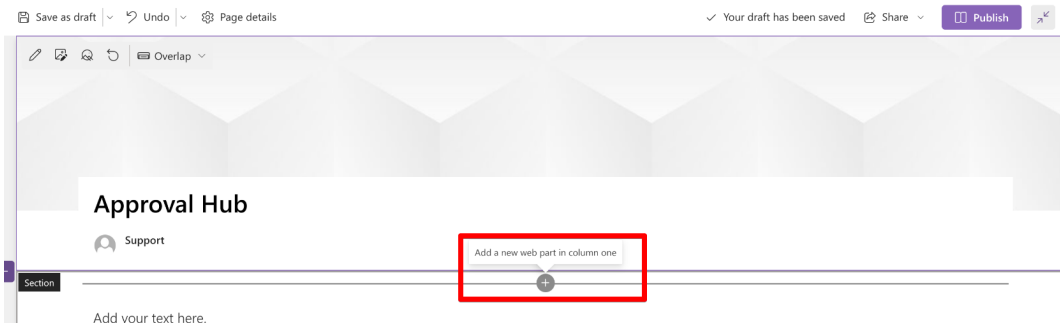 Save as draft Undo Page details Your draft has been saved Share Publish
Overlap
Approval Hub
Support
Add a new web part in column one
Section
Add your text here.